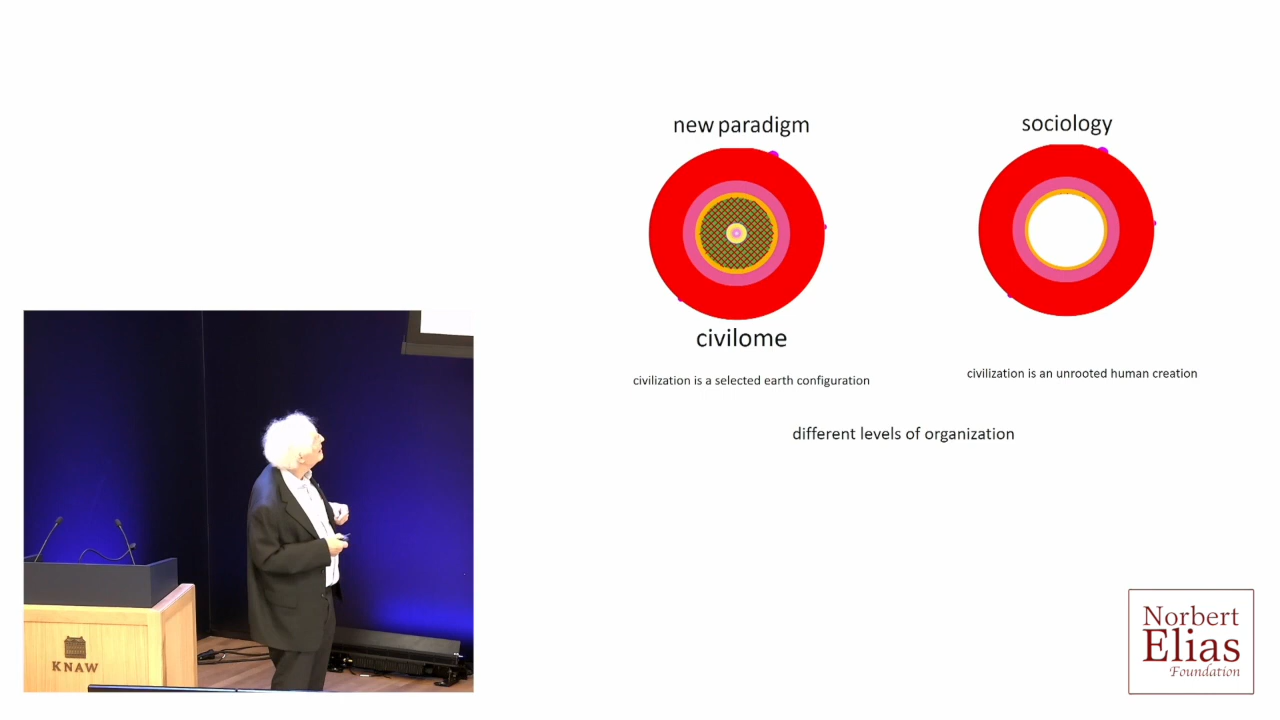 new paradigm
sociology
civilome
civilization is a selected earth configuration
civilization is an unrooted human creation
different levels of organization
KNAW
Norbert
Elias
Foundation